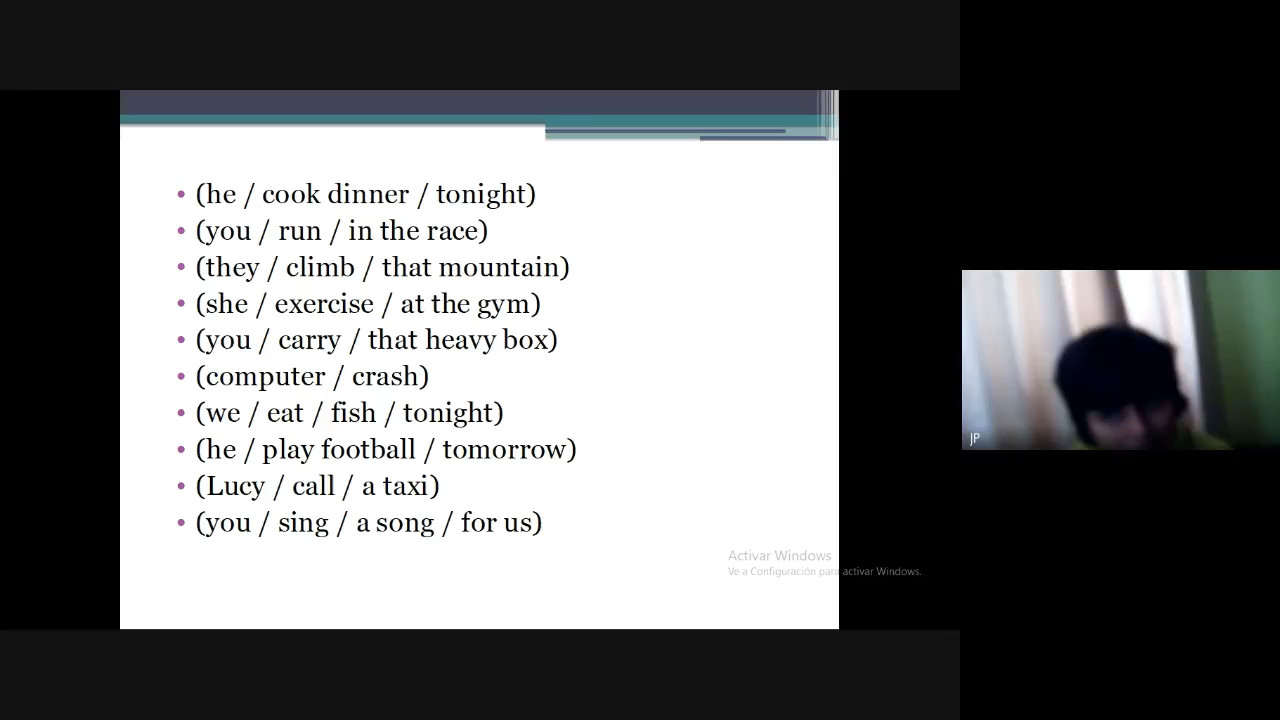 (he / cook dinner / tonight)
(you / run / in the race)
(they / climb / that mountain)
(she / exercise / at the gym)
(you / carry / that heavy box)
(computer / crash)
(we / eat / fish / tonight)
(he / play football / tomorrow)
(Lucy / call / a taxi)
(you / sing / a song / for us)
Activar Windows
Ve a Configuración para activar Windows.
JP